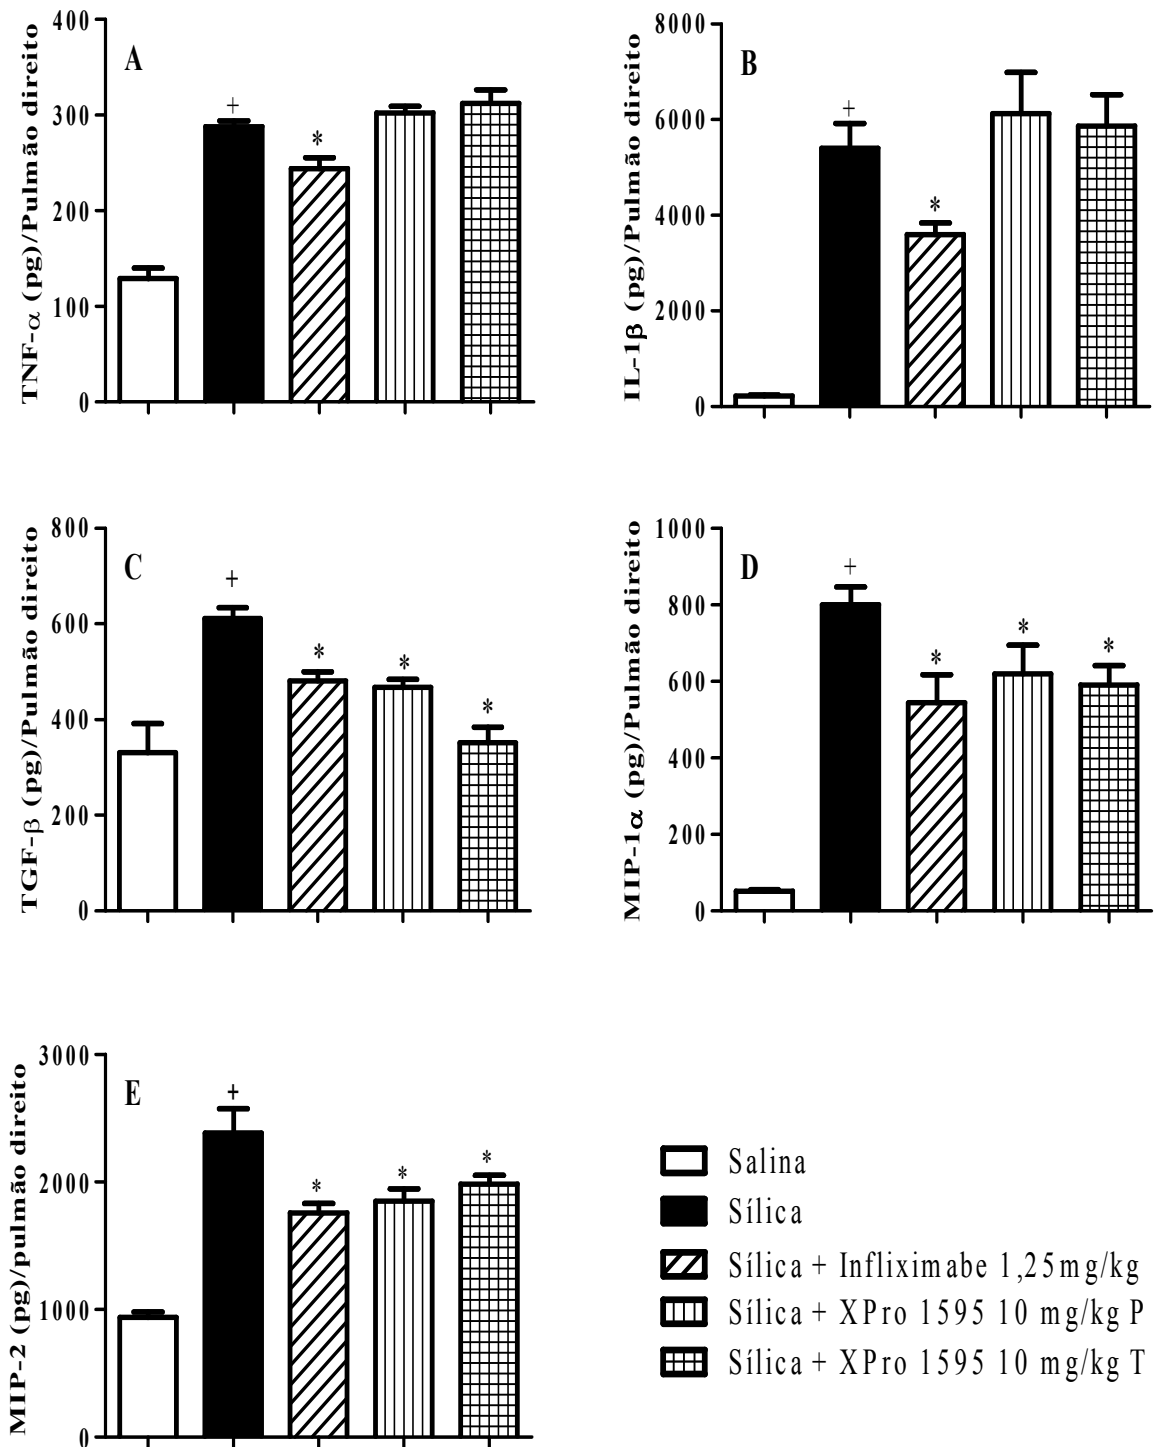 A
TNF-α (pg)/Pulmão direito
400
300
200
100
0
+
*
B
IL-1β (pg)/Pulmão direito
8000
6000
4000
2000
0
+
*
C
TGF-β (pg)/Pulmão direito
800
600
400
200
0
+
*
*
*
D
MIP-1α (pg)/Pulmão direito
1000
800
600
400
200
0
+
*
*
*
E
MIP-2 (pg)/pulmão direito
3000
2000
1000
0
+
*
*
*
Salina
Sílica
Sílica + Infliximabe 1,25mg/kg
Sílica + XPro 1595 10 mg/kg P
Sílica + XPro 1595 10 mg/kg T